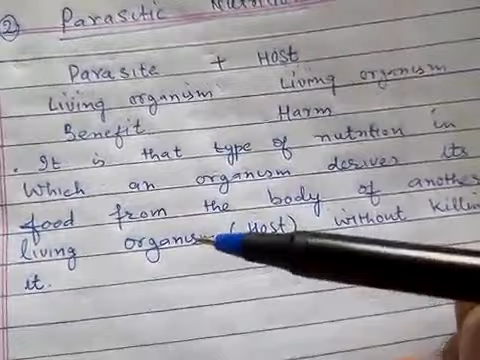 ② Parasitic Nutrition
Parasite + Host
Living organism Living organism
Benefit Harm
. It is that type of nutrition in
which an organism derives its
food from the body of another
living organism (Host) without killing
it.